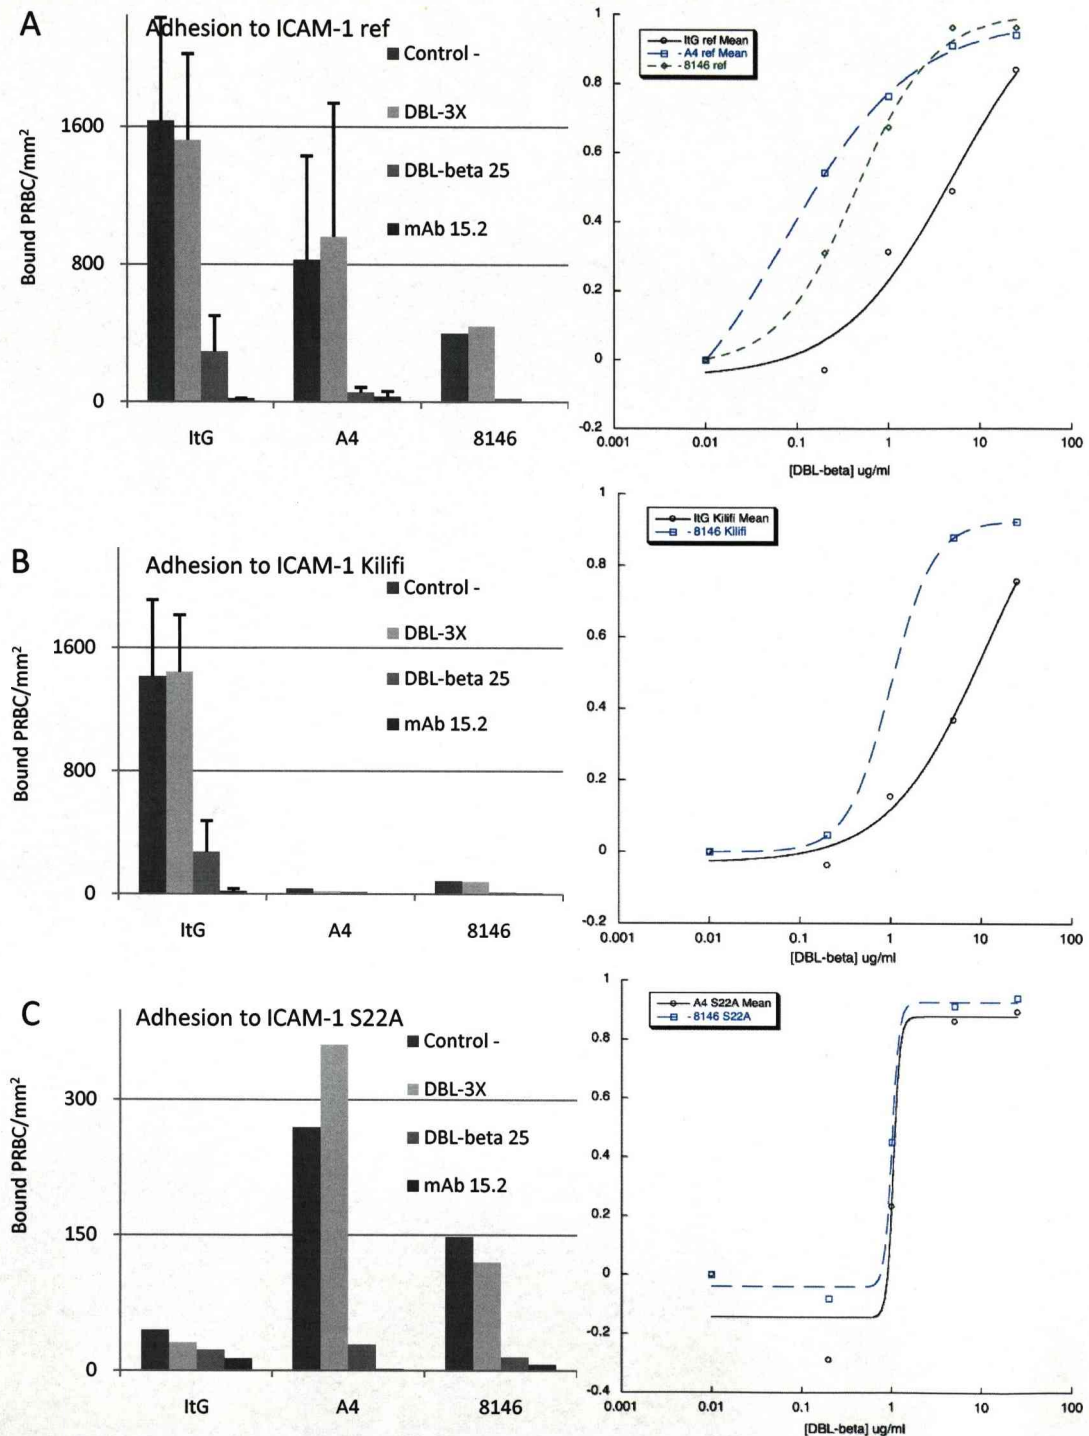 A
Adhesion to ICAM-1 ref
Control -
DBL-3X
DBL-beta 25
mAb 15.2
Bound PRBC/mm²
1600
800
0
ItG
A4
8146
ItG ref Mean
- A4 ref Mean
- 8146 ref
1
0.8
0.6
0.4
0.2
0
-0.2
0.001
0.01
0.1
1
10
100
[DBL-beta] ug/ml
B
Adhesion to ICAM-1 Kilifi
Control -
DBL-3X
DBL-beta 25
mAb 15.2
Bound PRBC/mm²
1600
800
0
ItG
A4
8146
ItG Kilifi Mean
- 8146 Kilifi
1
0.8
0.6
0.4
0.2
0
-0.2
0.001
0.01
0.1
1
10
100
[DBL-beta] ug/ml
C
Adhesion to ICAM-1 S22A
Control -
DBL-3X
DBL-beta 25
mAb 15.2
Bound PRBC/mm²
300
150
0
ItG
A4
8146
A4 S22A Mean
- 8146 S22A
1
0.8
0.6
0.4
0.2
0
-0.2
-0.4
0.001
0.01
0.1
1
10
100
[DBL-beta] ug/ml